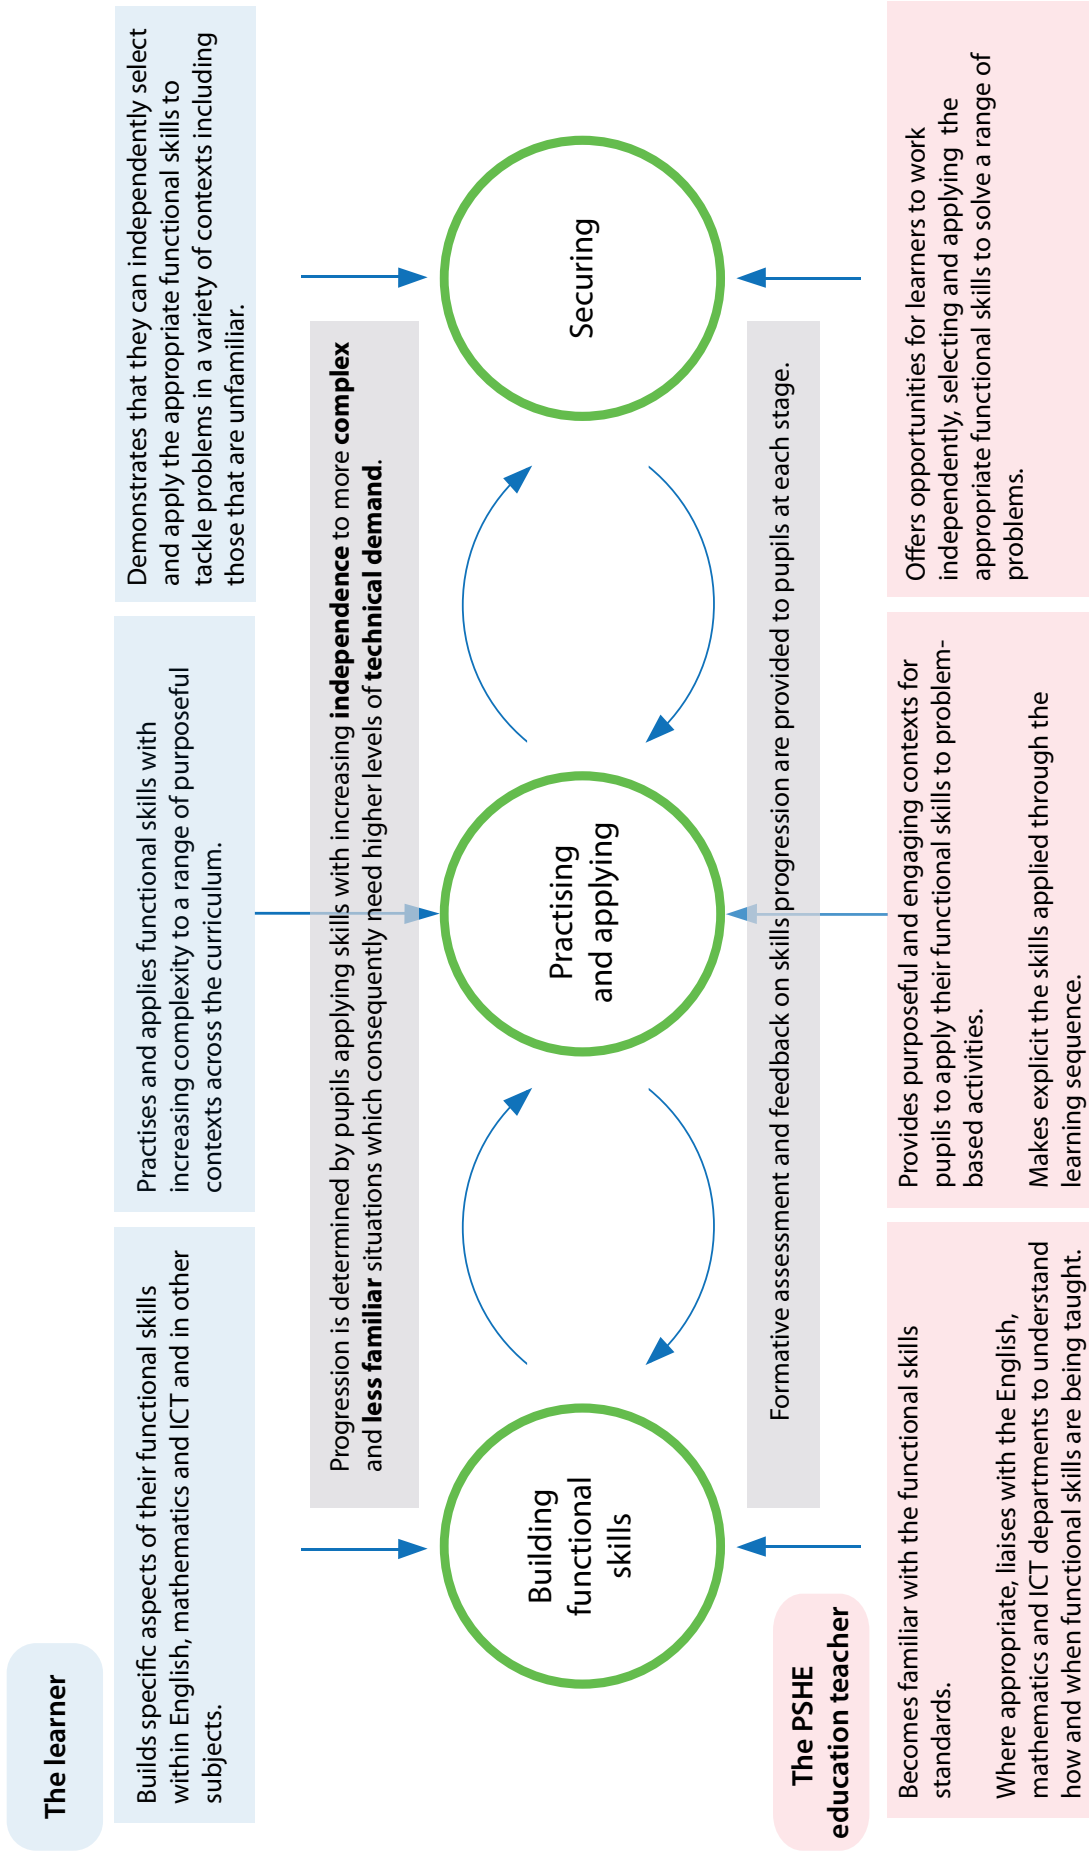 The learner
Builds specific aspects of their functional skills
within English, mathematics and ICT and in other
subjects.
Practises and applies functional skills with
increasing complexity to a range of purposeful
contexts across the curriculum.
Demonstrates that they can independently select
and apply the appropriate functional skills to
tackle problems in a variety of contexts including
those that are unfamiliar.
Progression is determined by pupils applying skills with increasing independence to more complex
and less familiar situations which consequently need higher levels of technical demand.
Building
functional
skills
Practising
and applying
Securing
Formative assessment and feedback on skills progression are provided to pupils at each stage.
The PSHE
education teacher
Becomes familiar with the functional skills
standards.
Where appropriate, liaises with the English,
mathematics and ICT departments to understand
how and when functional skills are being taught.
Provides purposeful and engaging contexts for
pupils to apply their functional skills to problem-
based activities.
Makes explicit the skills applied through the
learning sequence.
Offers opportunities for learners to work
independently, selecting and applying the
appropriate functional skills to solve a range of
problems.